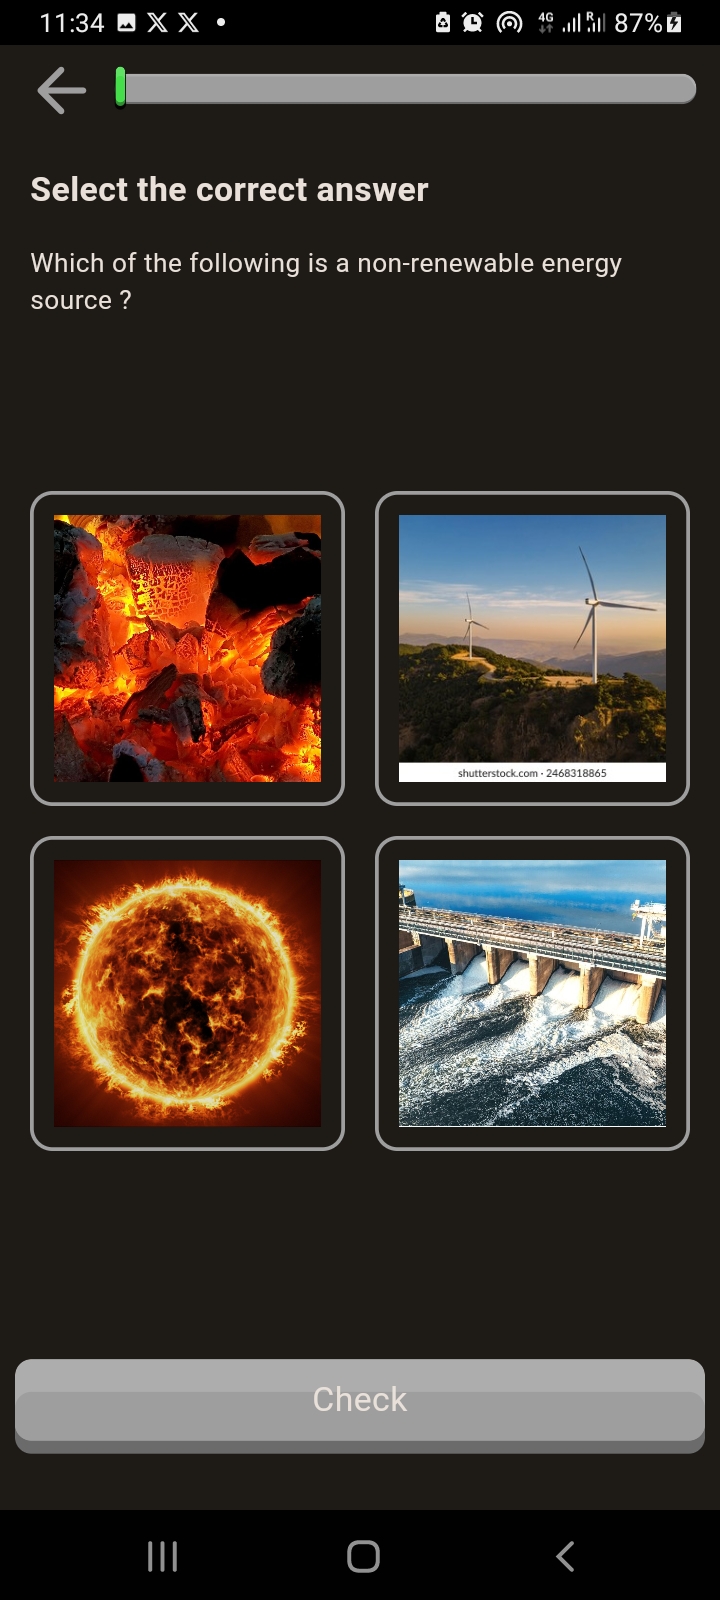 11:34
4G R 87%
Select the correct answer
Which of the following is a non-renewable energy
source ?
shutterstock.com · 2468318865
Check